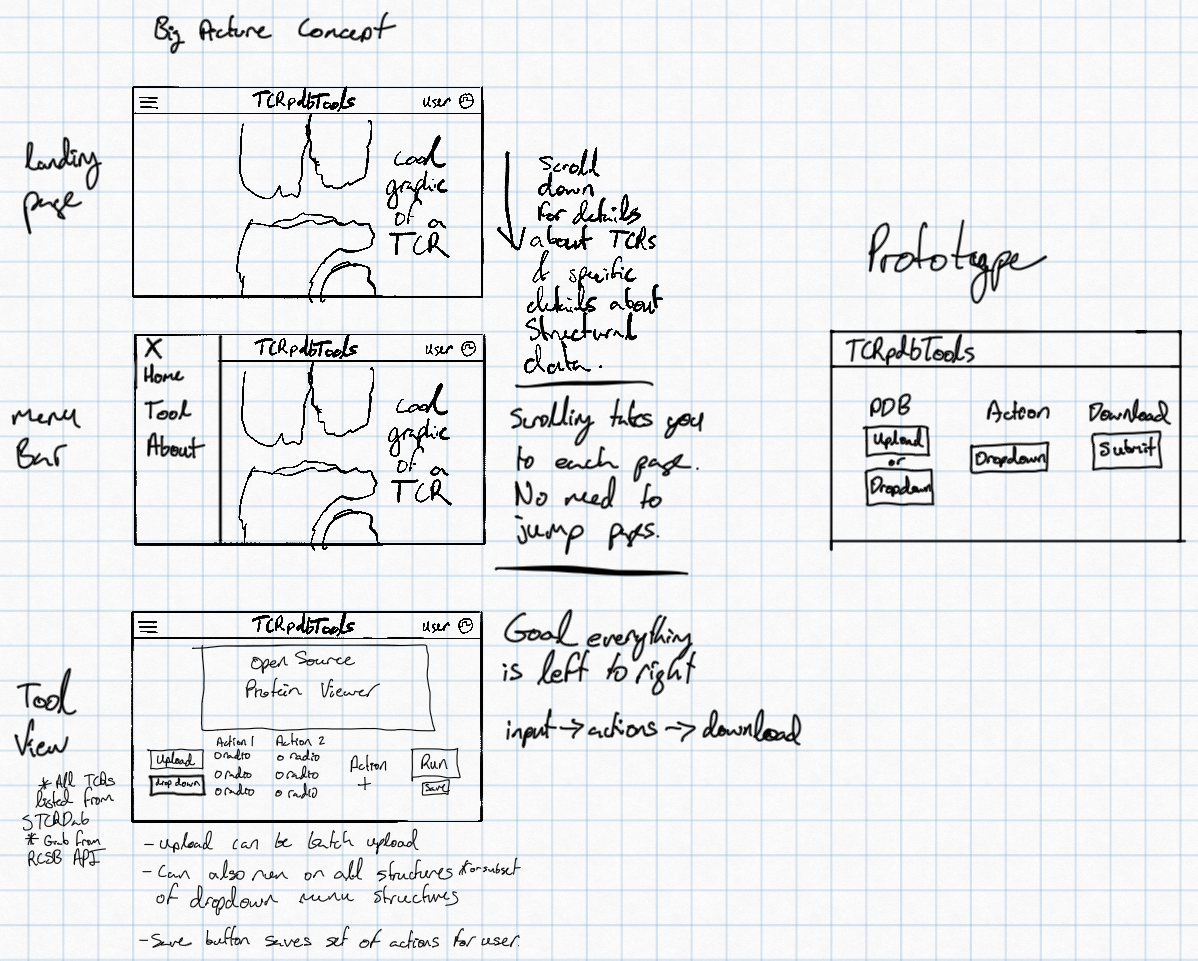 Big Picture Concept
Landing
page
TCRpdbTools
user
cool
graphic
of a
TCR
scroll
down
for details
about TCRs
& specific
details about
structural
data.
Menu
Bar
X
Home
Tool
About
TCRpdbTools
user
cool
graphic
of a
TCR
Scrolling takes you
to each page.
No need to
jump pages.
Tool
View
* All TCRs
listed from
STCRDab
* Grab from
RCSB API
TCRpdbTools
user
Open Source
Protein Viewer
Upload
dropdown
Action 1
radio
radio
radio
Action 2
radio
radio
radio
Action
+
Run
Save
Goal everything
is left to right
input -> actions -> download
- upload can be batch upload
- Can also run on all structures *or subset
of dropdown menu structures
- Save button saves set of actions for user.
Prototype
TCRpdbTools
PDB
Upload
or
Dropdown
Action
Dropdown
Download
Submit